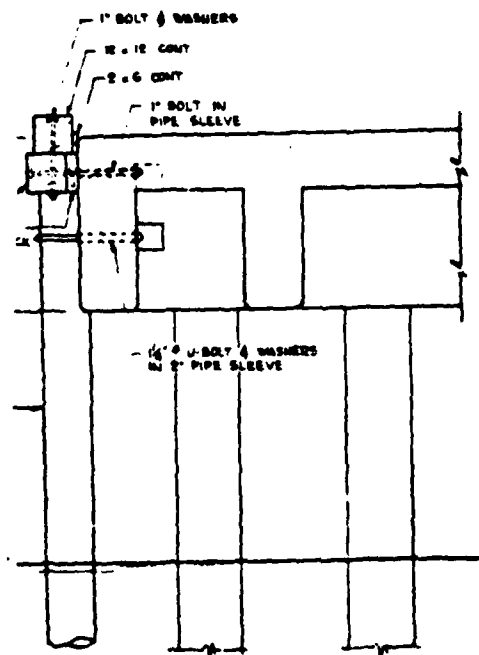 1" BOLT & WASHERS
12 x 12 CONT
2 x 6 CONT
1" BOLT IN
PIPE SLEEVE
1¼" ø U-BOLT & WASHERS
IN 2" PIPE SLEEVE